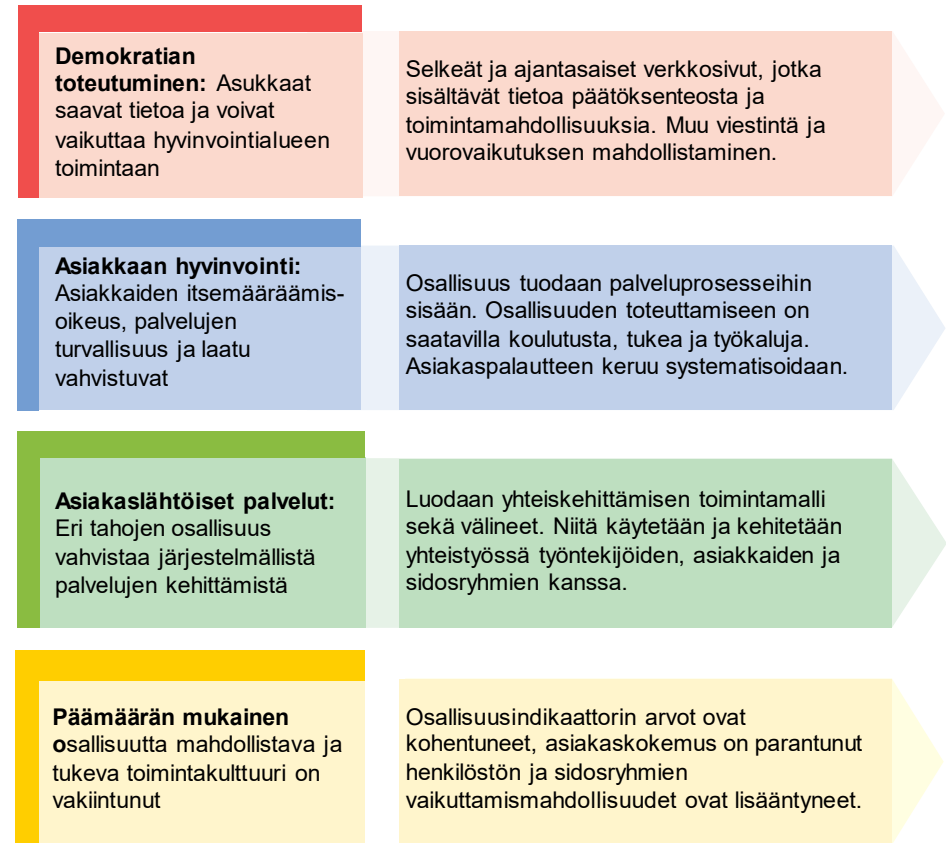 Demokratian
toteutuminen: Asukkaat
saavat tietoa ja voivat
vaikuttaa hyvinvointialueen
toimintaan
Selkeät ja ajantasaiset verkkosivut, jotka
sisältävät tietoa päätöksenteosta ja
toimintamahdollisuuksia. Muu viestintä ja
vuorovaikutuksen mahdollistaminen.
Asiakkaan hyvinvointi:
Asiakkaiden itsemääräämis-
oikeus, palvelujen
turvallisuus ja laatu
vahvistuvat
Osallisuus tuodaan palveluprosesseihin
sisään. Osallisuuden toteuttamiseen on
saatavilla koulutusta, tukea ja työkaluja.
Asiakaspalautteen keruu systematisoidaan.
Asiakaslähtöiset palvelut:
Eri tahojen osallisuus
vahvistaa järjestelmällistä
palvelujen kehittämistä
Luodaan yhteiskehittämisen toimintamalli
sekä välineet. Niitä käytetään ja kehitetään
yhteistyössä työntekijöiden, asiakkaiden ja
sidosryhmien kanssa.
Päämäärän mukainen
osallisuutta mahdollistava ja
tukeva toimintakulttuuri on
vakiintunut
Osallisuusindikaattorin arvot ovat
kohentuneet, asiakaskokemus on parantunut
henkilöstön ja sidosryhmien
vaikuttamismahdollisuudet ovat lisääntyneet.